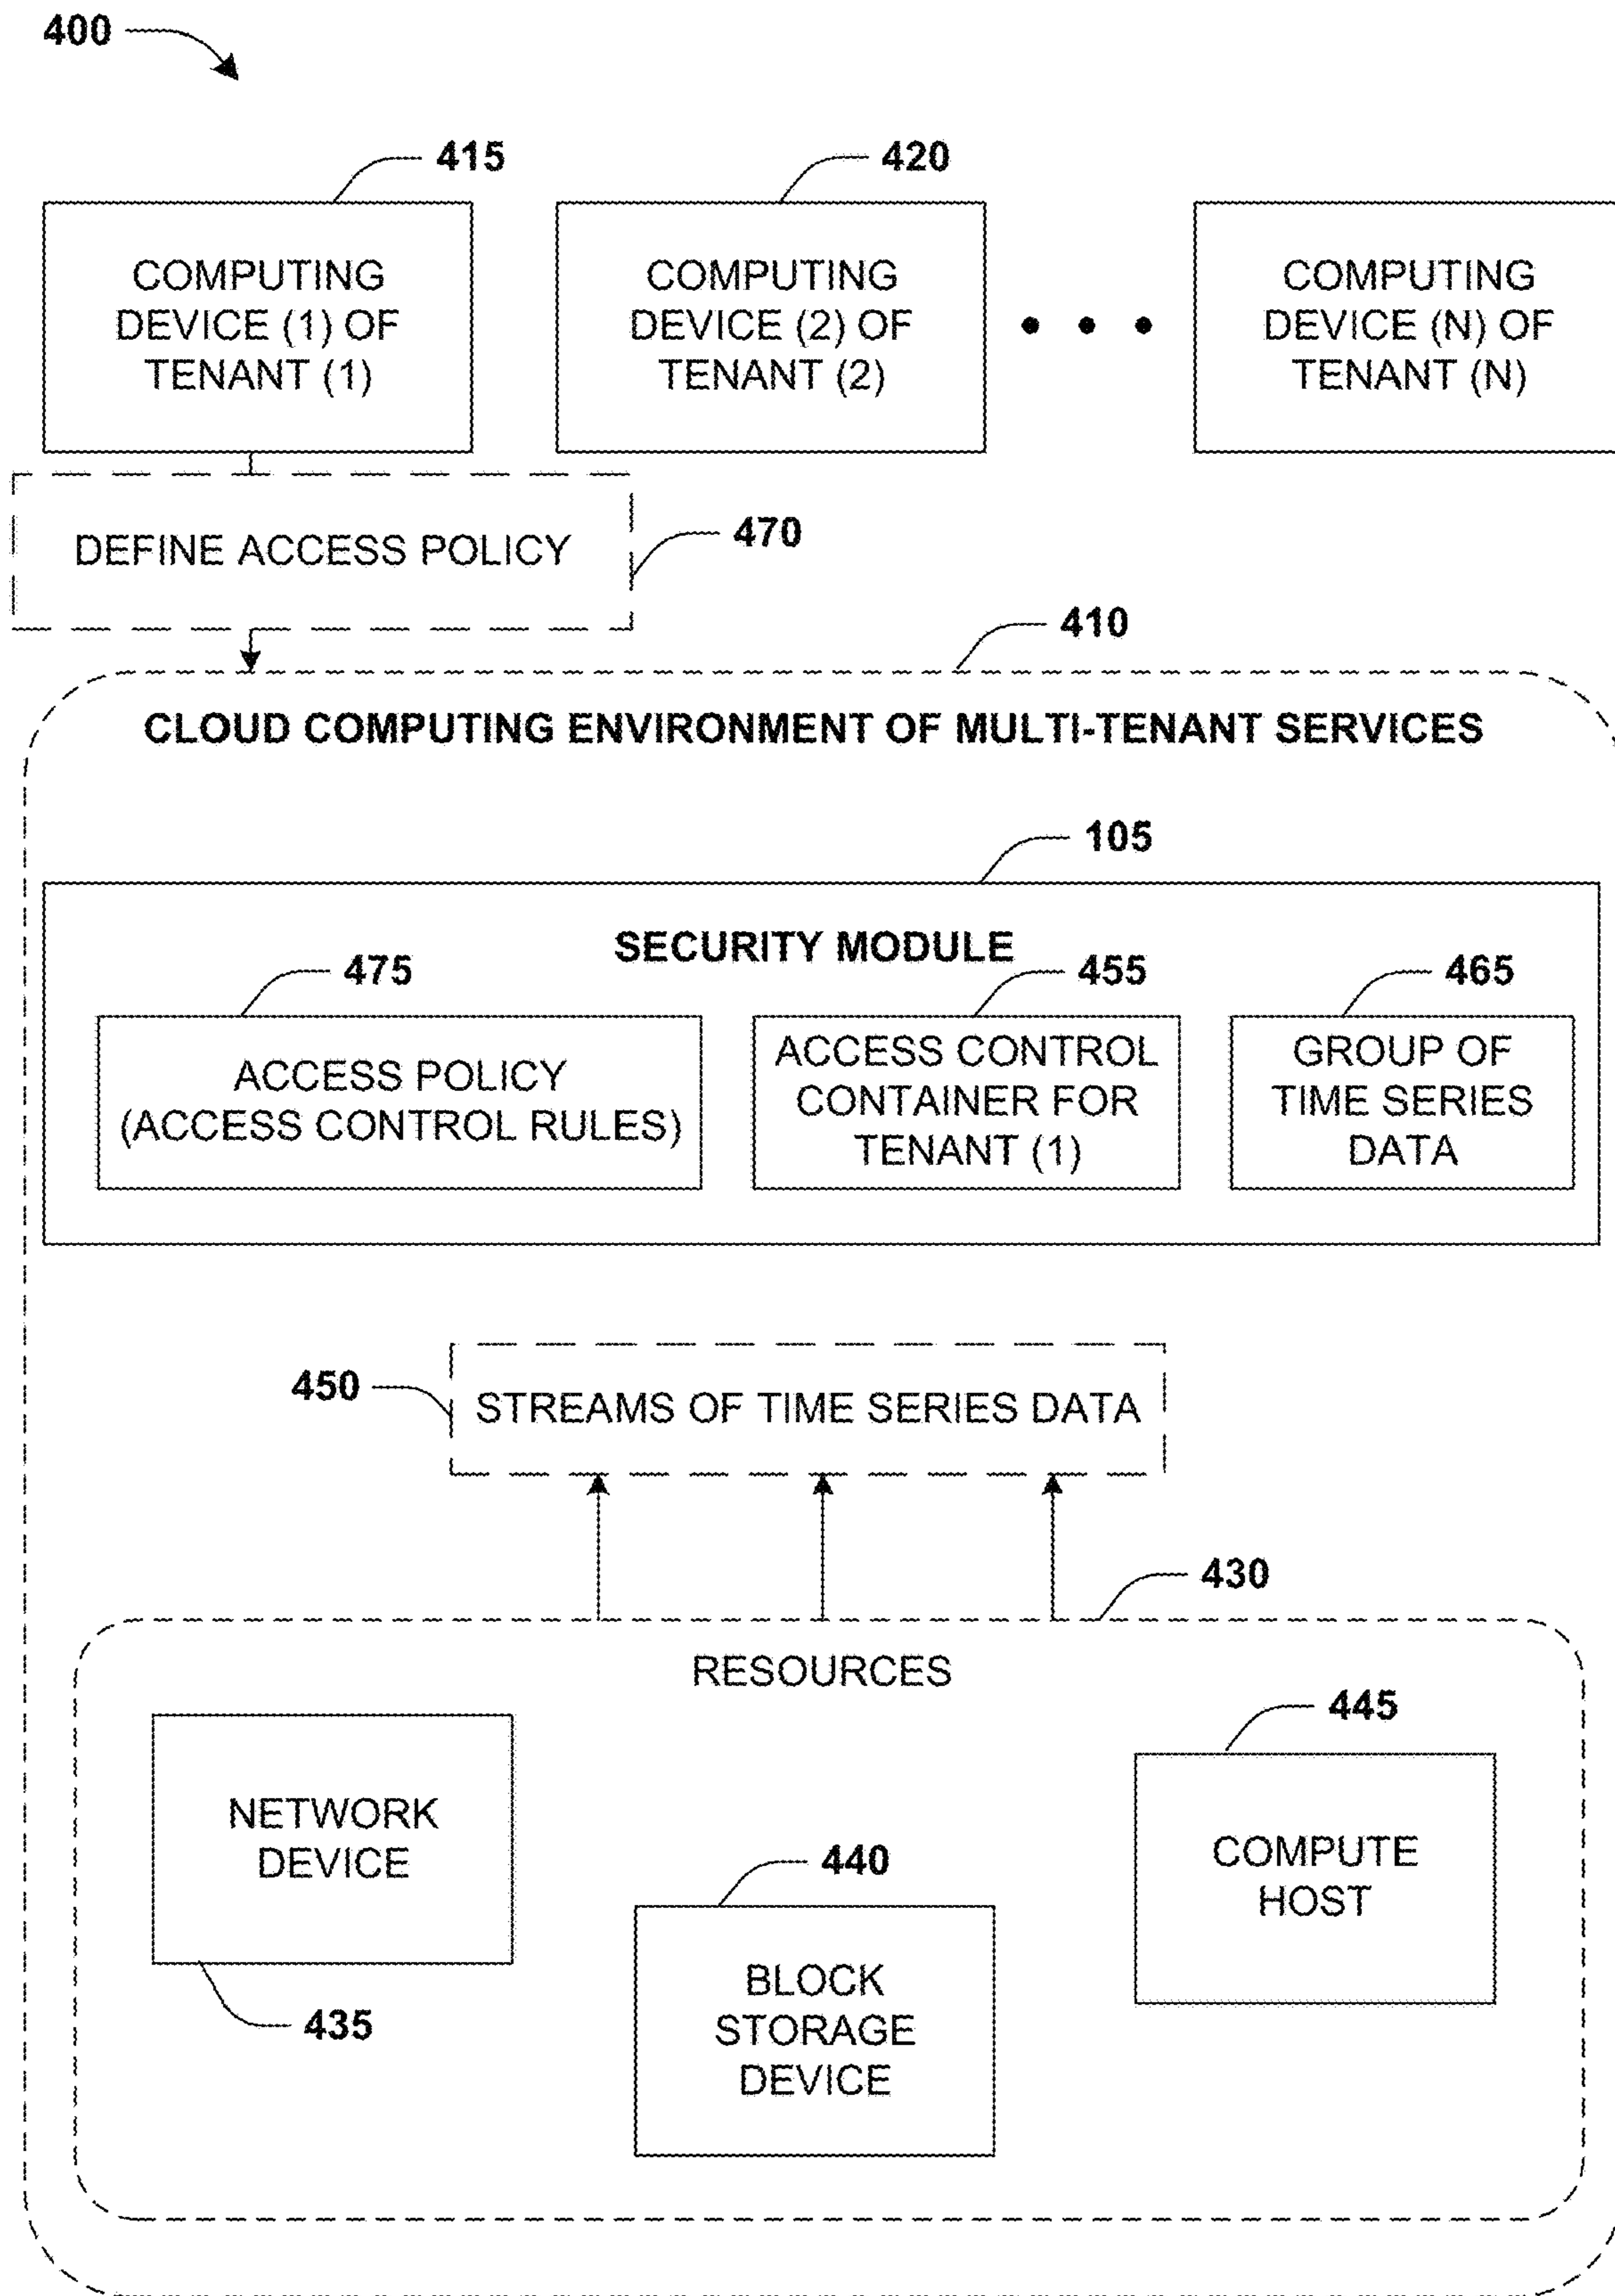 400
415
420
COMPUTING
DEVICE (1) OF
TENANT (1)
COMPUTING
DEVICE (2) OF
TENANT (2)
• • •
COMPUTING
DEVICE (N) OF
TENANT (N)
DEFINE ACCESS POLICY
470
410
CLOUD COMPUTING ENVIRONMENT OF MULTI-TENANT SERVICES
105
SECURITY MODULE
475
455
465
ACCESS POLICY
(ACCESS CONTROL RULES)
ACCESS CONTROL
CONTAINER FOR
TENANT (1)
GROUP OF
TIME SERIES
DATA
450
STREAMS OF TIME SERIES DATA
430
RESOURCES
445
NETWORK
DEVICE
435
440
BLOCK
STORAGE
DEVICE
COMPUTE
HOST